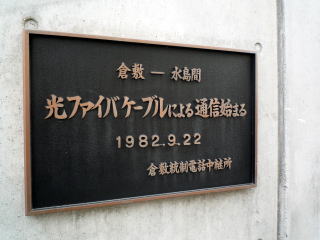 倉敷 ー 水島間
光ファイバケーブルによる通信始まる
1982.9.22
倉敷統制電話中継所